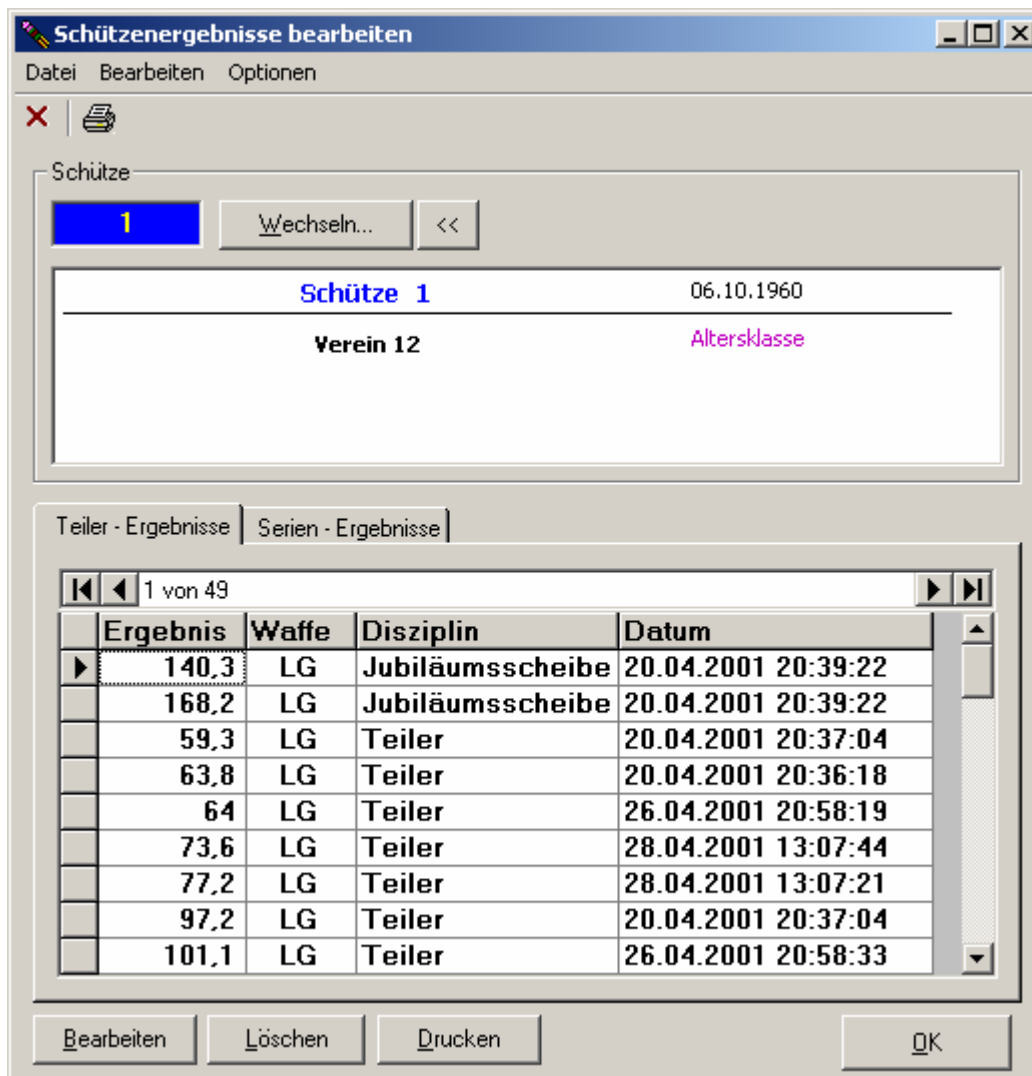 Schützenergebnisse bearbeiten
Datei Bearbeiten Optionen
Schütze
1 Wechseln... <<
Schütze 1 06.10.1960
Verein 12 Altersklasse
Teiler - Ergebnisse Serien - Ergebnisse
1 von 49
Ergebnis Waffe Disziplin Datum
140,3 LG Jubiläumsscheibe 20.04.2001 20:39:22
168,2 LG Jubiläumsscheibe 20.04.2001 20:39:22
59,3 LG Teiler 20.04.2001 20:37:04
63,8 LG Teiler 20.04.2001 20:36:18
64 LG Teiler 26.04.2001 20:58:19
73,6 LG Teiler 28.04.2001 13:07:44
77,2 LG Teiler 28.04.2001 13:07:21
97,2 LG Teiler 20.04.2001 20:37:04
101,1 LG Teiler 26.04.2001 20:58:33
Bearbeiten Löschen Drucken OK